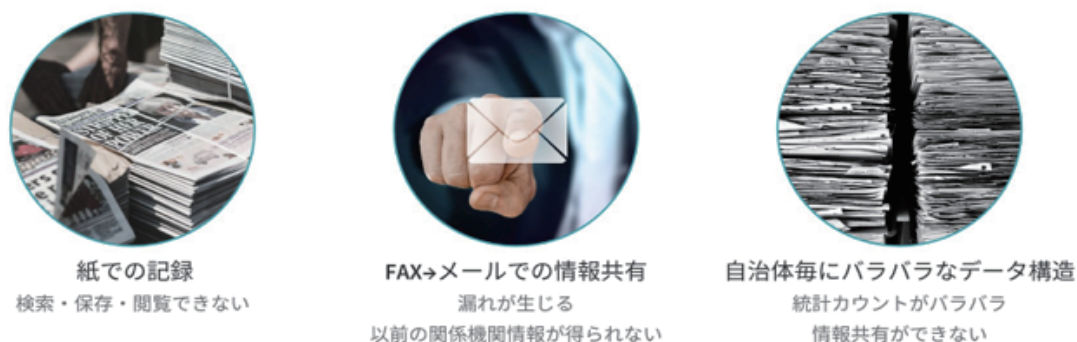 紙での記録
検索・保存・閲覧できない
FAX→メールでの情報共有
漏れが生じる
以前の関係機関情報が得られない
自治体毎にバラバラなデータ構造
統計カウントがバラバラ
情報共有ができない